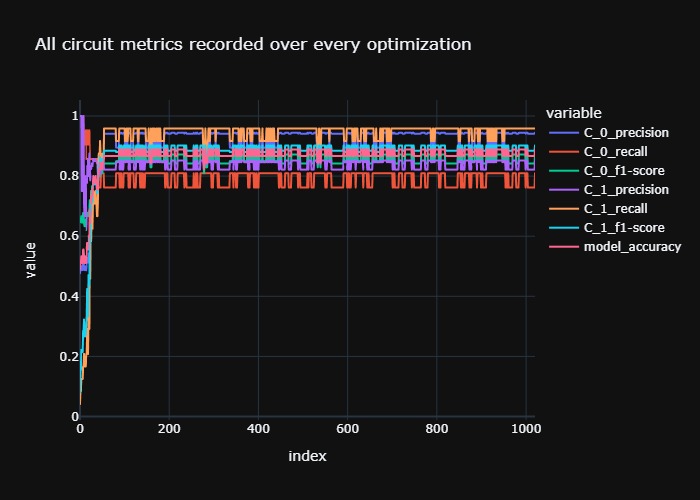 All circuit metrics recorded over every optimization
variable
C_0_precision
C_0_recall
C_0_f1-score
C_1_precision
C_1_recall
C_1_f1-score
model_accuracy
value
1
0.8
0.6
0.4
0.2
0
0 200 400 600 800 1000
index